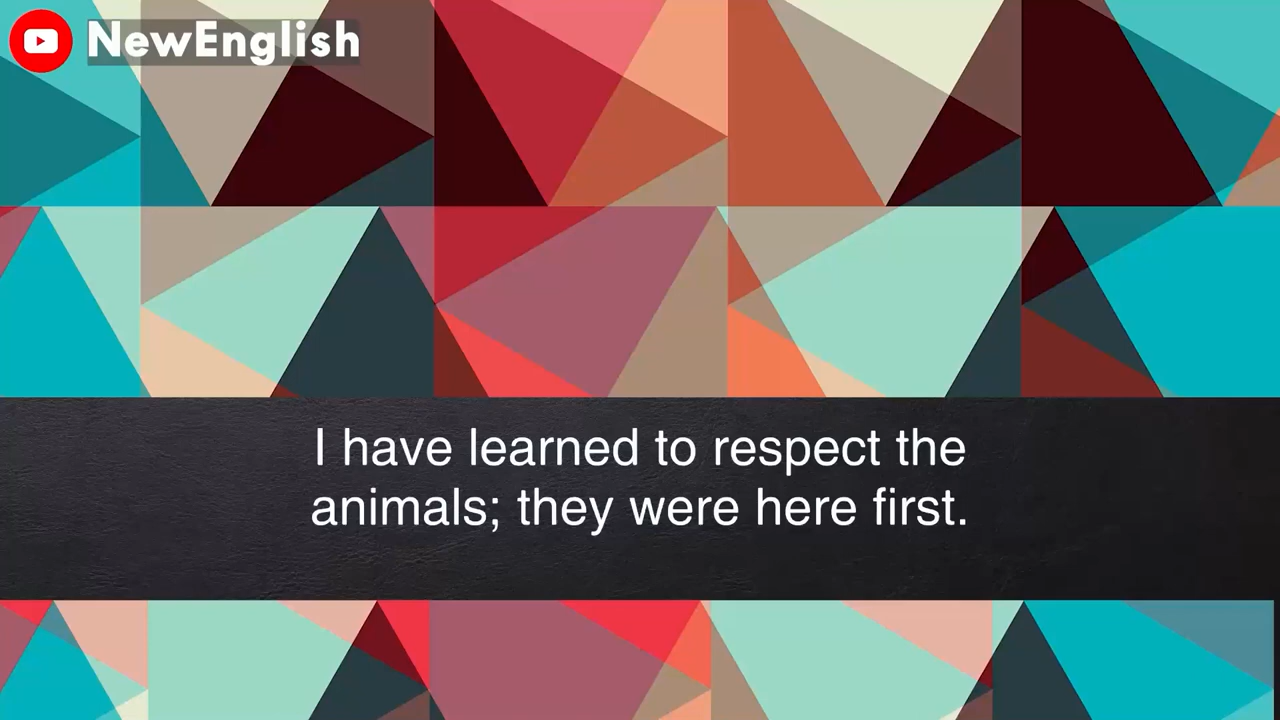 NewEnglish
I have learned to respect the
animals; they were here first.